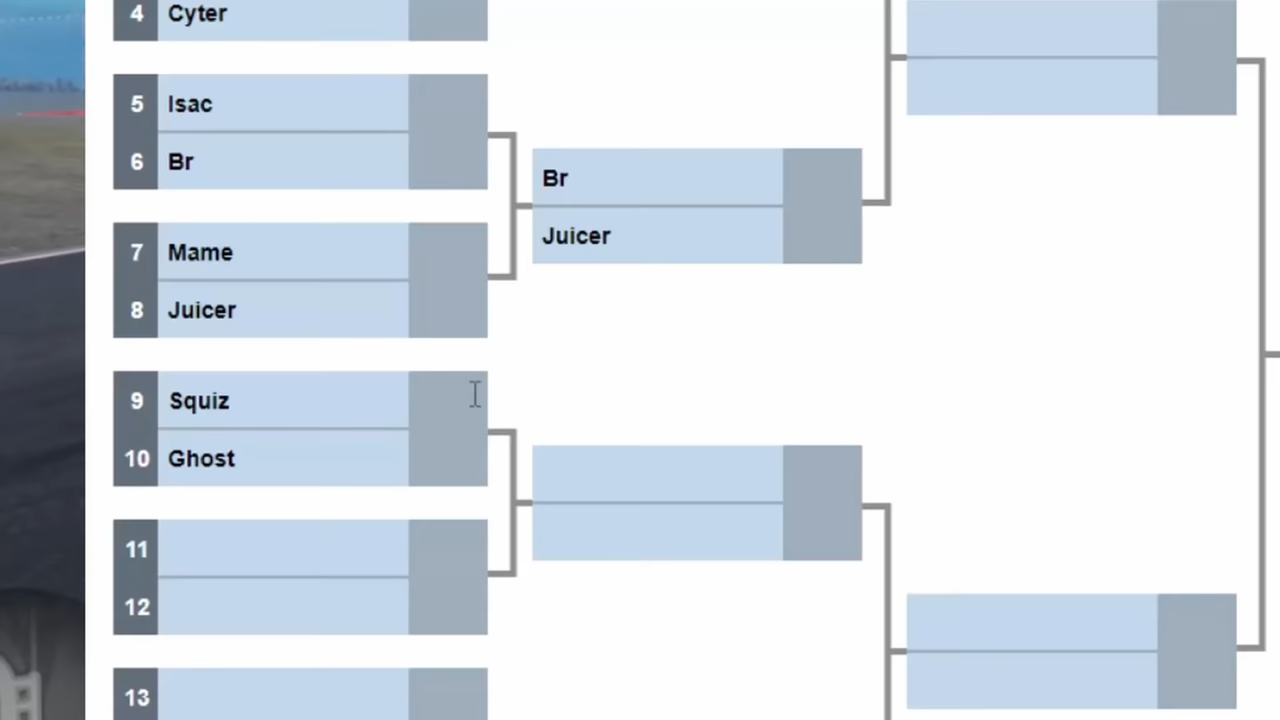 4 Cyter
5 Isac
6 Br
7 Mame
8 Juicer
9 Squiz
10 Ghost
11
12
13
Br
Juicer